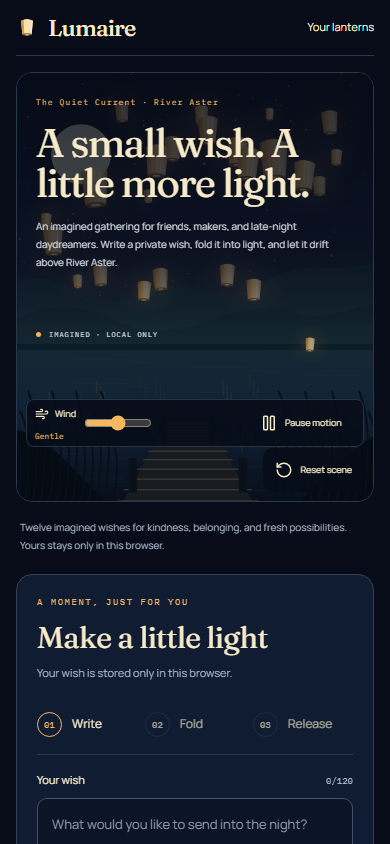 Lumaire
Your lanterns
The Quiet Current · River Aster
A small wish. A
little more light.
An imagined gathering for friends, makers, and late-night
daydreamers. Write a private wish, fold it into light, and let it drift
above River Aster.
IMAGINED · LOCAL ONLY
Wind
Gentle
Pause motion
Reset scene
Twelve imagined wishes for kindness, belonging, and fresh possibilities.
Yours stays only in this browser.
A MOMENT, JUST FOR YOU
Make a little light
Your wish is stored only in this browser.
01 Write 02 Fold 03 Release
Your wish 0/120
What would you like to send into the night?